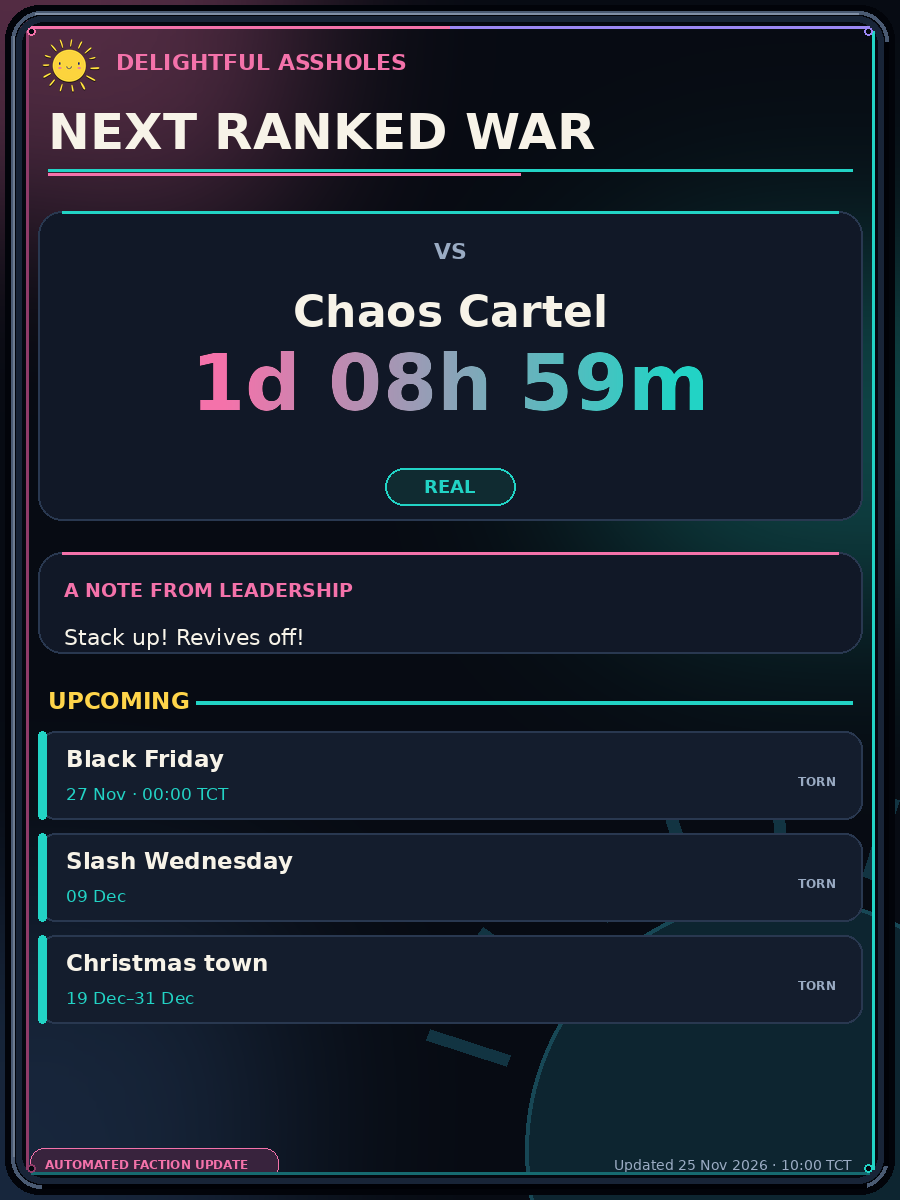 DELIGHTFUL ASSHOLES
NEXT RANKED WAR
VS
Chaos Cartel
1d 08h 59m
REAL
A NOTE FROM LEADERSHIP
Stack up! Revives off!
UPCOMING
Black Friday
27 Nov · 00:00 TCT
TORN
Slash Wednesday
09 Dec
TORN
Christmas town
19 Dec–31 Dec
TORN
AUTOMATED FACTION UPDATE
Updated 25 Nov 2026 · 10:00 TCT